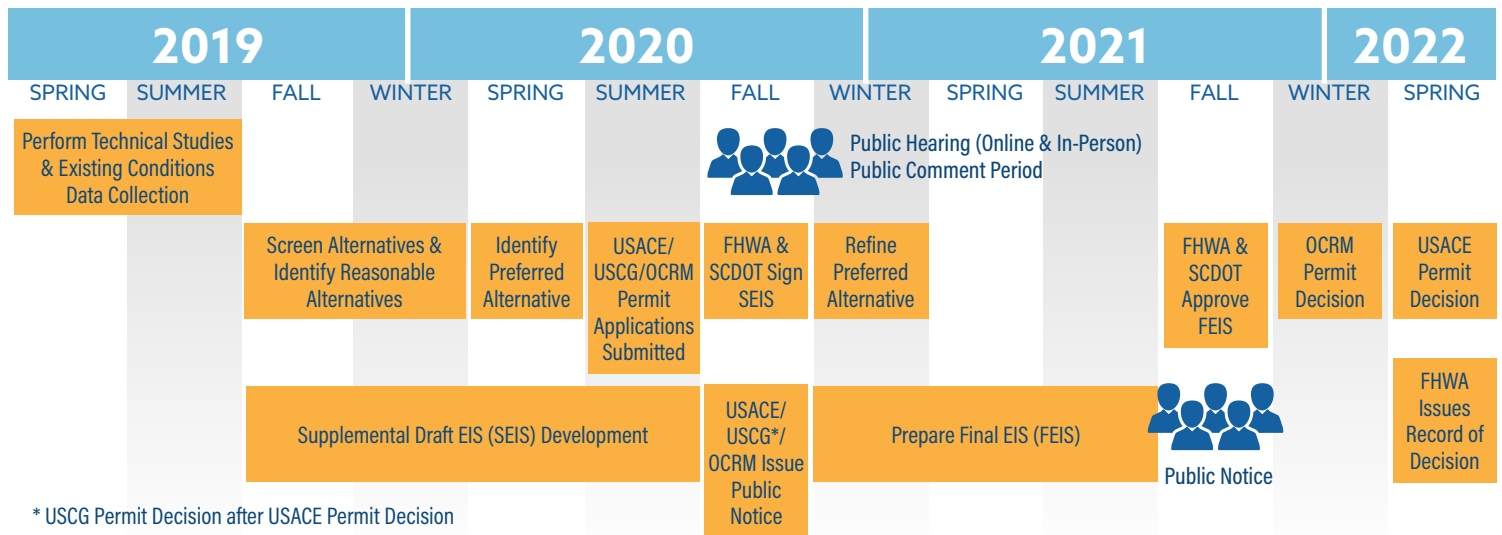 2019
2020
2021
2022
SPRING
SUMMER
FALL
WINTER
SPRING
SUMMER
FALL
WINTER
SPRING
SUMMER
FALL
WINTER
SPRING
Perform Technical Studies
& Existing Conditions
Data Collection
Public Hearing (Online & In-Person)
Public Comment Period
Screen Alternatives &
Identify Reasonable
Alternatives
Identify
Preferred
Alternative
USACE/
USCG/OCRM
Permit
Applications
Submitted
FHWA &
SCDOT Sign
SEIS
Refine
Preferred
Alternative
FHWA &
SCDOT
Approve
FEIS
OCRM
Permit
Decision
USACE
Permit
Decision
Supplemental Draft EIS (SEIS) Development
USACE/
USCG*/
OCRM Issue
Public
Notice
Prepare Final EIS (FEIS)
Public Notice
FHWA
Issues
Record of
Decision
* USCG Permit Decision after USACE Permit Decision